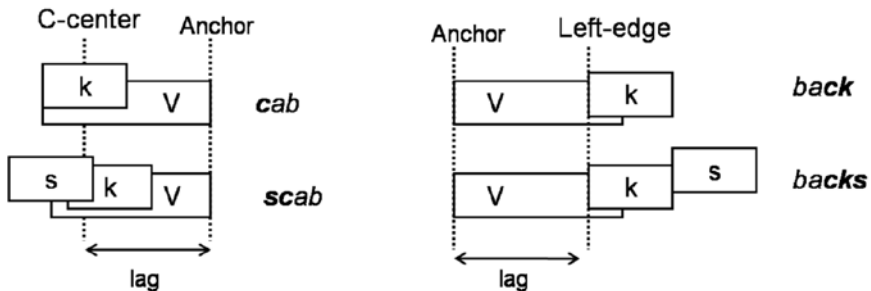 C-center Anchor
k
V
cab
s
k
V
scab
lag
Anchor Left-edge
V
k
back
V
k
s
backs
lag